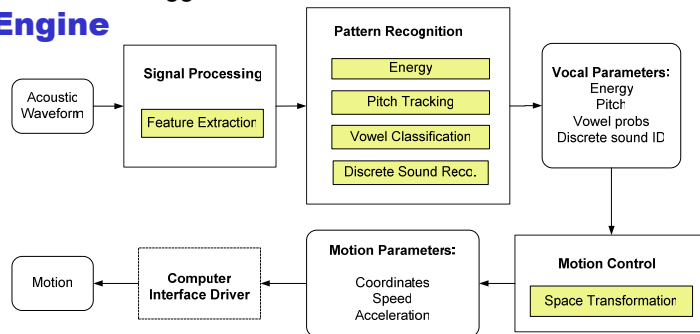 Engine
Acoustic
Waveform
Signal Processing
Feature Extraction
Pattern Recognition
Energy
Pitch Tracking
Vowel Classification
Discrete Sound Reco.
Vocal Parameters:
Energy
Pitch
Vowel probs
Discrete sound ID
Motion Control
Space Transformation
Motion Parameters:
Coordinates
Speed
Acceleration
Computer
Interface Driver
Motion